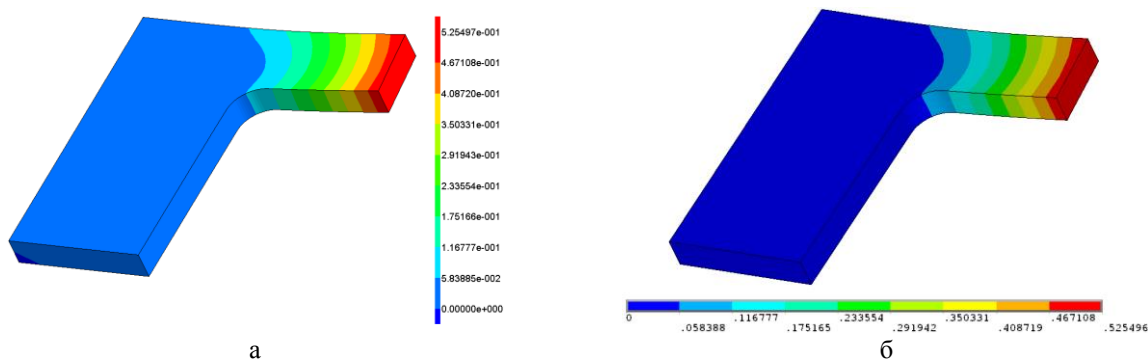 5.25497e-001
4.67108e-001
4.08720e-001
3.50331e-001
2.91943e-001
2.33554e-001
1.75166e-001
1.16777e-001
5.83885e-002
0.00000e+000
а
0 .116777 .233554 .350331 .467108
.058388 .175165 .291942 .408719 .525496
б